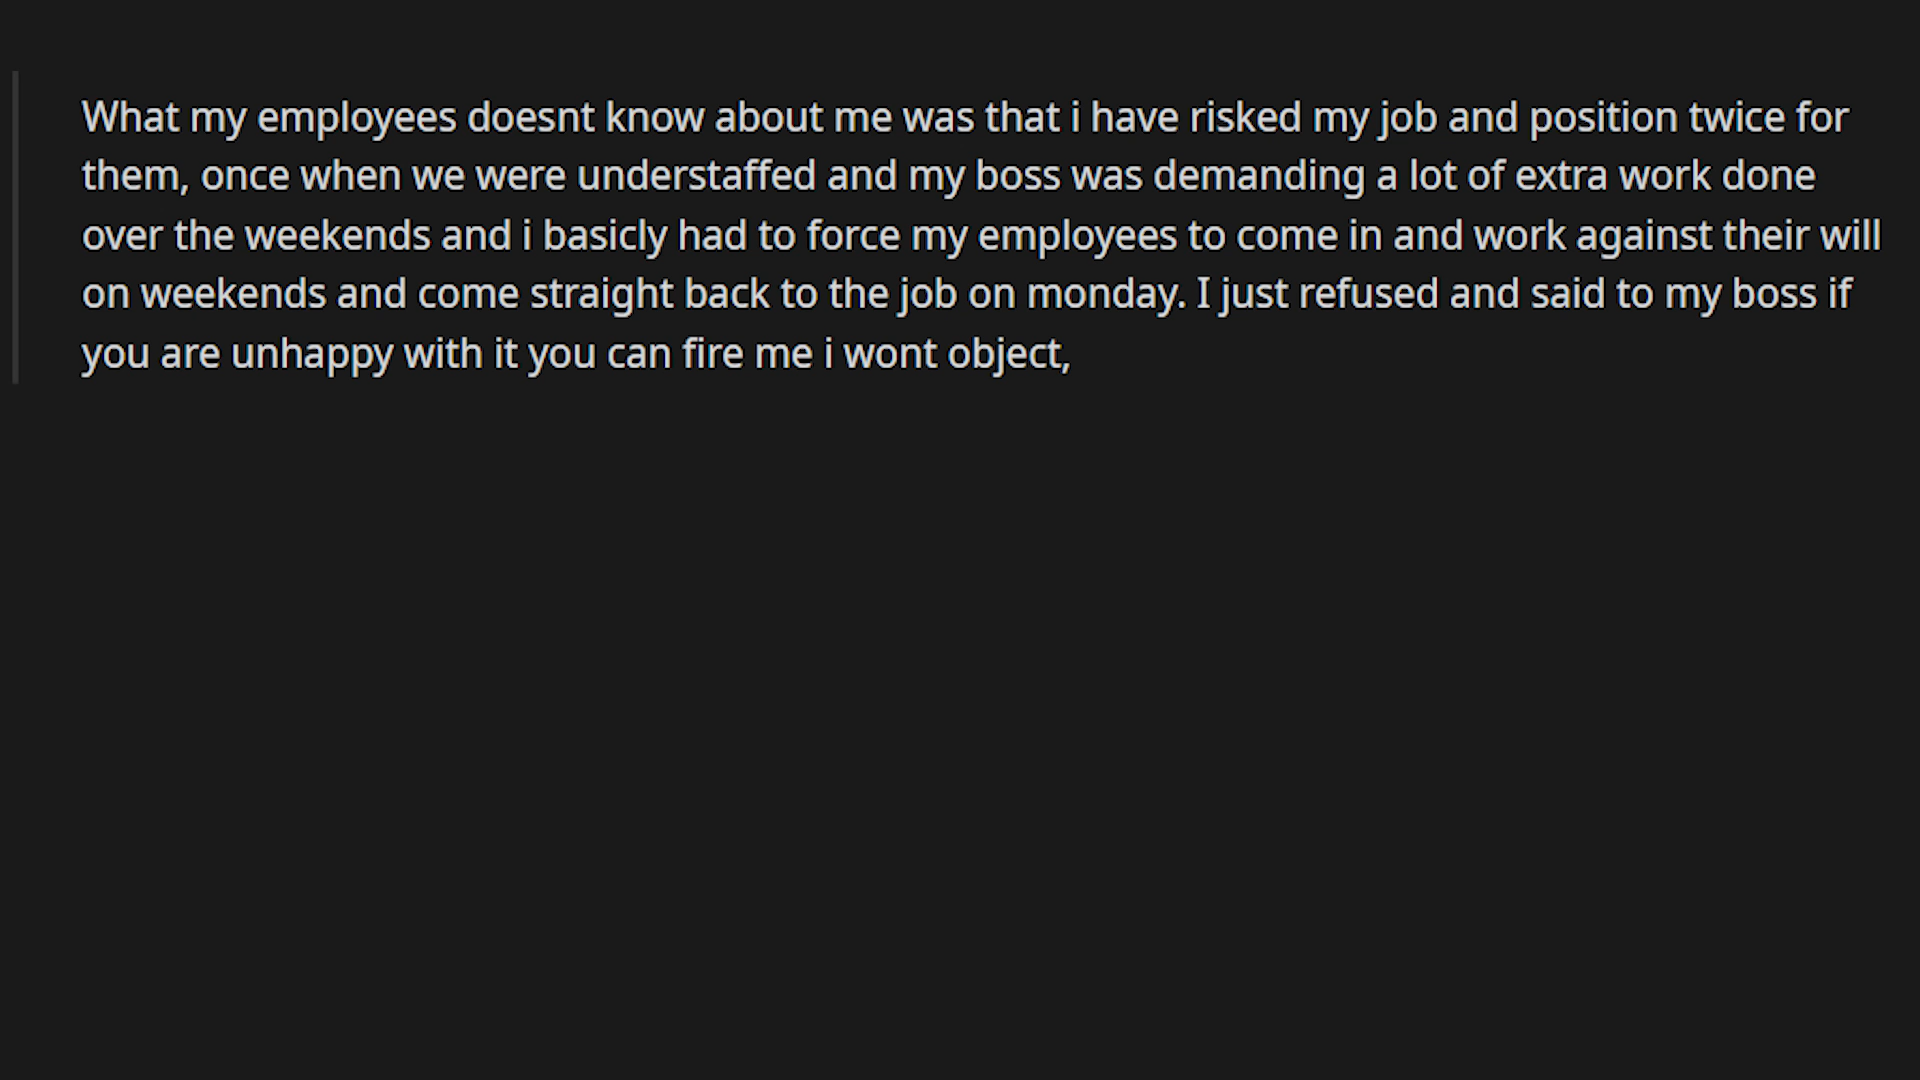 What my employees doesnt know about me was that i have risked my job and position twice for
them, once when we were understaffed and my boss was demanding a lot of extra work done
over the weekends and i basicly had to force my employees to come in and work against their will
on weekends and come straight back to the job on monday. I just refused and said to my boss if
you are unhappy with it you can fire me i wont object,